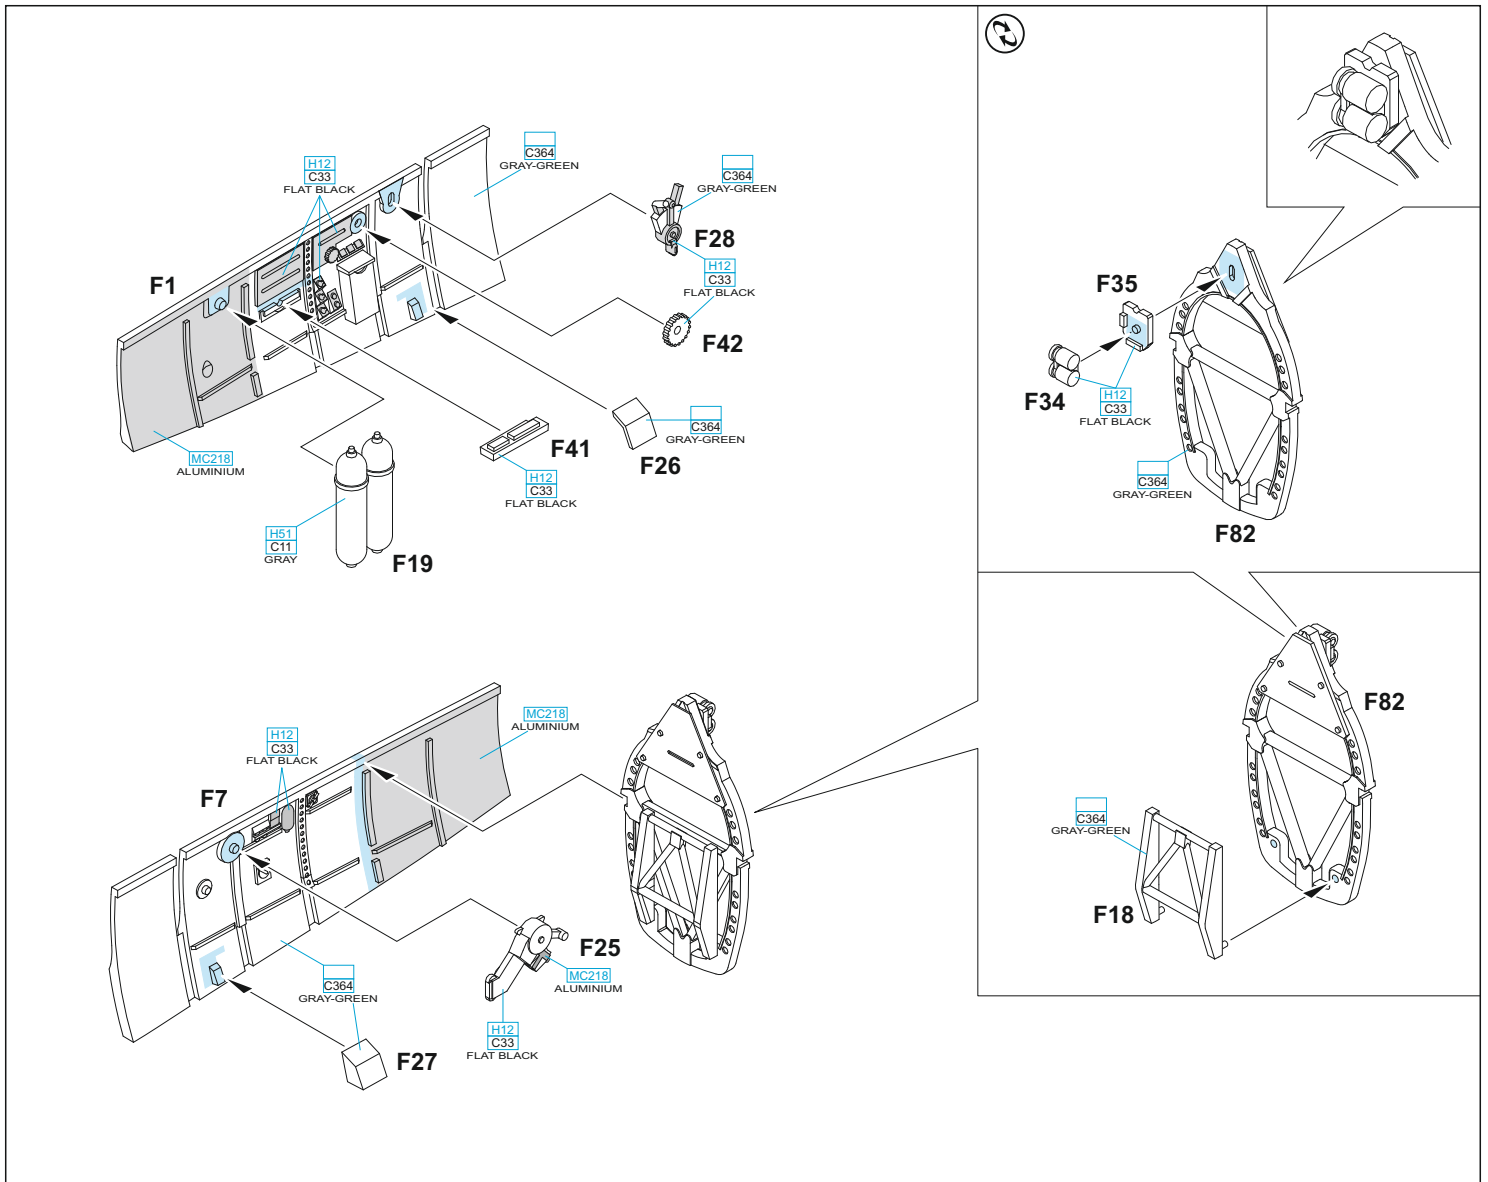 C364
GRAY-GREEN
H12
C33
FLAT BLACK
C364
GRAY-GREEN
F28
H12
C33
FLAT BLACK
F1
F42
MC218
ALUMINIUM
F41
H12
C33
FLAT BLACK
C364
GRAY-GREEN
F26
H51
C11
GRAY
F19
F35
F34
H12
C33
FLAT BLACK
C364
GRAY-GREEN
F82
MC218
ALUMINIUM
H12
C33
FLAT BLACK
F7
F25
MC218
ALUMINIUM
C364
GRAY-GREEN
H12
C33
FLAT BLACK
F27
F82
C364
GRAY-GREEN
F18